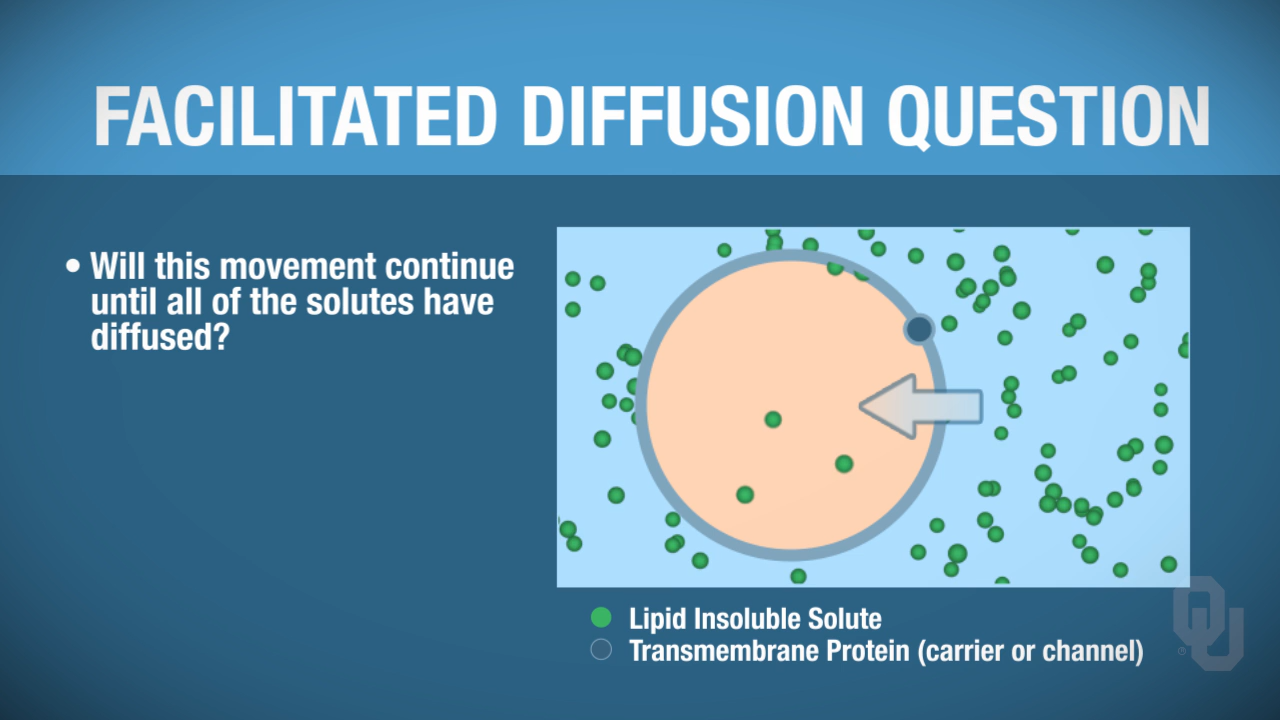 FACILITATED DIFFUSION QUESTION
• Will this movement continue
until all of the solutes have
diffused?
Lipid Insoluble Solute
Transmembrane Protein (carrier or channel)
OU
®